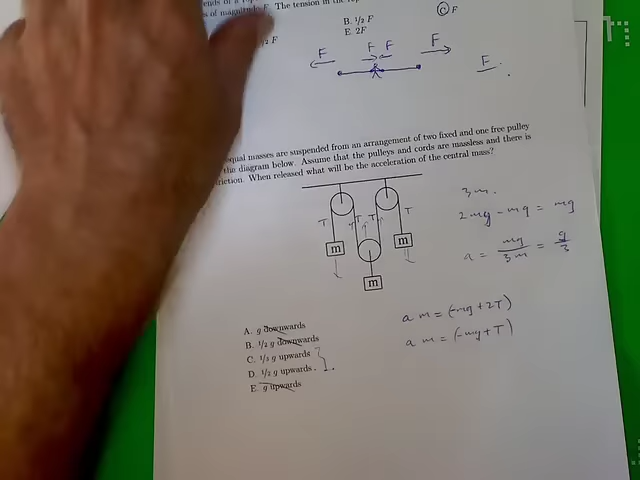 ends of a
of magnitude F. The tension in the
B. 1/2 F
C F
E. 2F
1/2 F
F F F F
F
equal masses are suspended from an arrangement of two fixed and one free pulley
the diagram below. Assume that the pulleys and cords are massless and there is
friction. When released what will be the acceleration of the central mass?
3m.
2mg - mg = mg
T T T T
m m
m
a = mg/3m = g/3
a m = (-mg + 2T)
a m = (-mg + T)
A. g downwards
B. 1/2 g downwards
C. 1/3 g upwards
D. 1/2 g upwards
E. g upwards